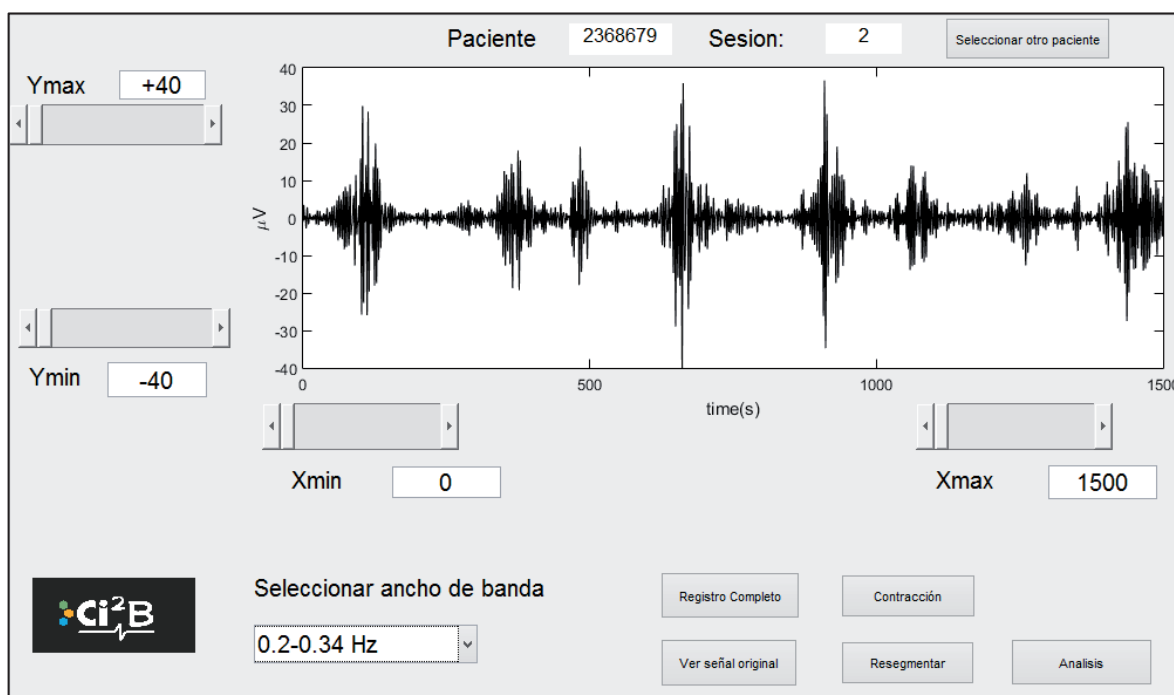 Paciente 2368679 Sesion: 2 Seleccionar otro paciente
Ymax +40
40
30
20
10
0
-10
-20
-30
-40
μV
Ymin -40
0 500 1000 1500
time(s)
Xmin 0
Xmax 1500
Ci²B
Seleccionar ancho de banda
0.2-0.34 Hz
Registro Completo Contracción
Ver señal original Resegmentar Analisis